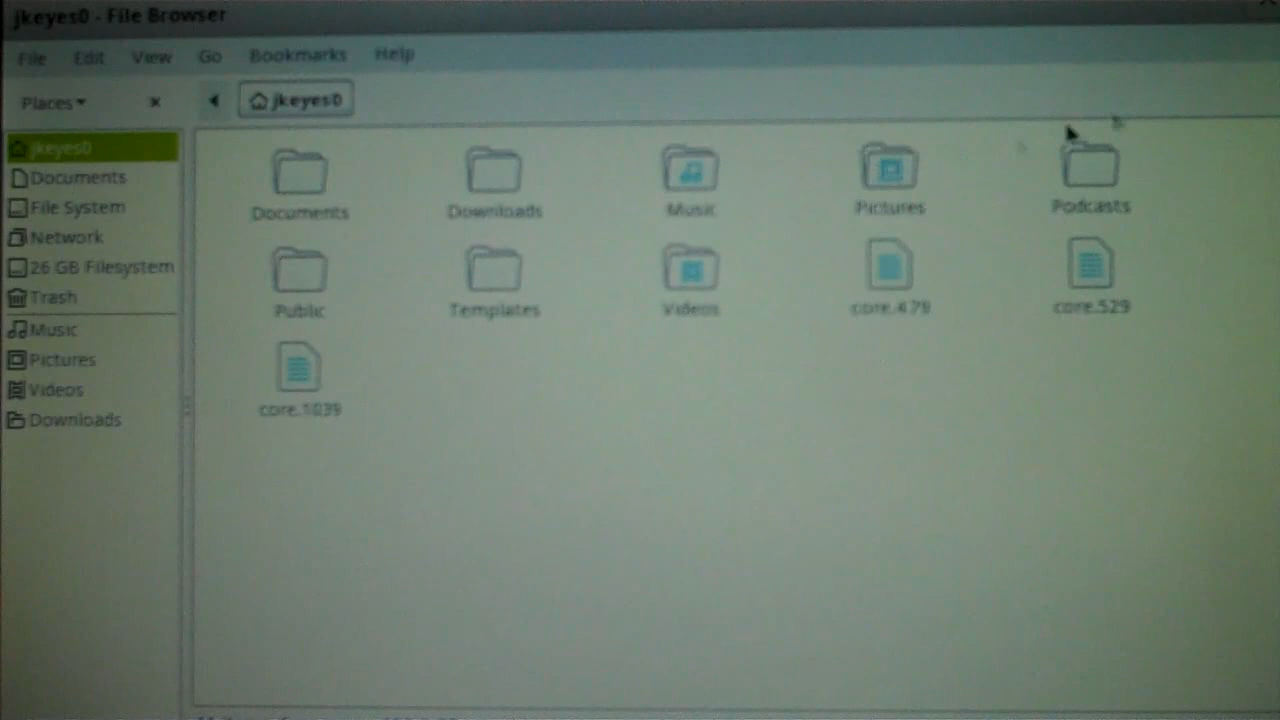 jkeyes0 - File Browser
File Edit View Go Bookmarks Help
Places
jkeyes0
jkeyes0
Documents
File System
Network
26 GB Filesystem
Trash
Music
Pictures
Videos
Downloads
Documents Downloads Music Pictures Podcasts
Public Templates Videos core.479 core.529
core.1039